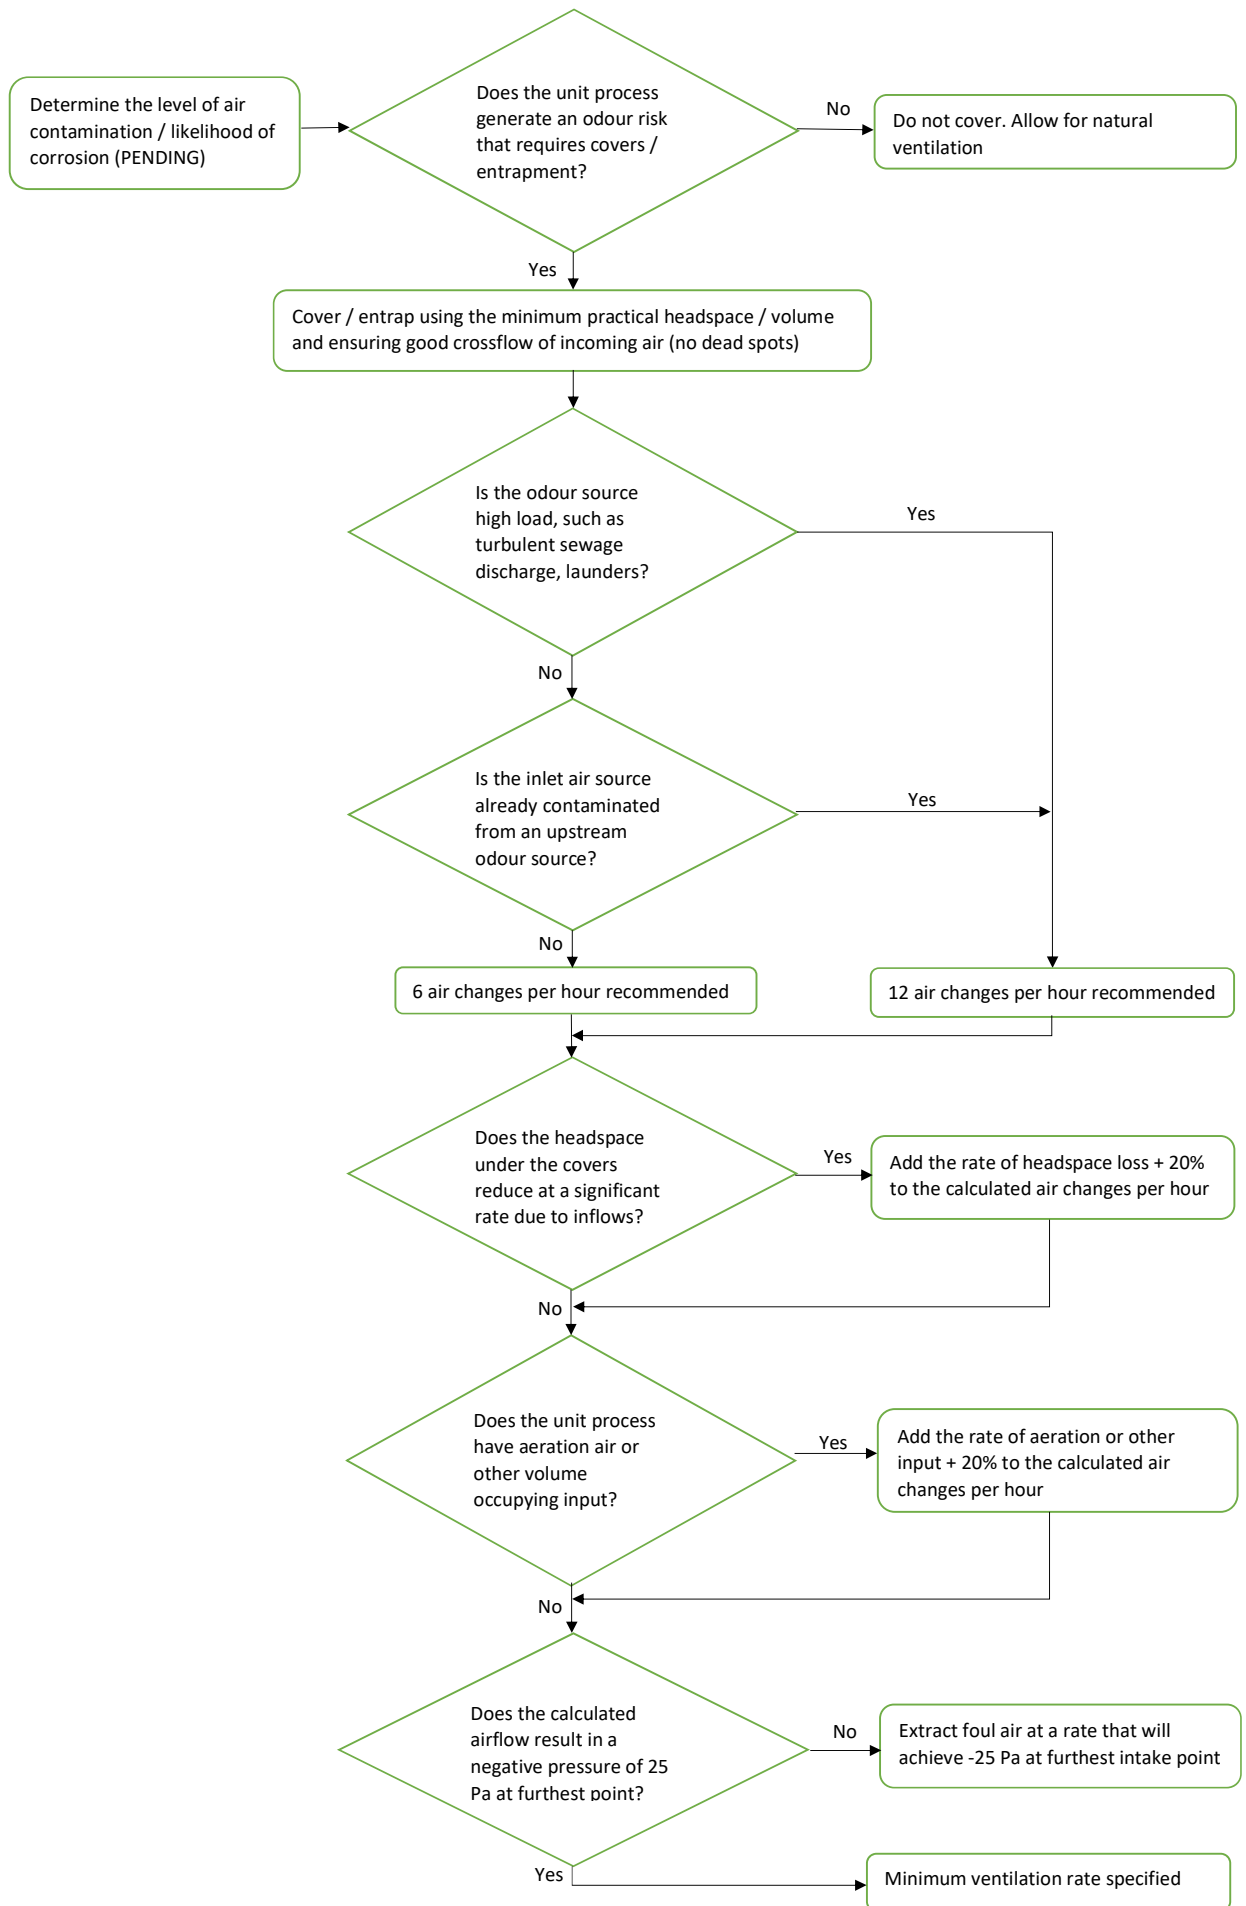 Determine the level of air
contamination / likelihood of
corrosion (PENDING)
Does the unit process
generate an odour risk
that requires covers /
entrapment?
No
Do not cover. Allow for natural
ventilation
Yes
Cover / entrap using the minimum practical headspace / volume
and ensuring good crossflow of incoming air (no dead spots)
Is the odour source
high load, such as
turbulent sewage
discharge, launders?
Yes
No
Is the inlet air source
already contaminated
from an upstream
odour source?
Yes
No
6 air changes per hour recommended
12 air changes per hour recommended
Does the headspace
under the covers
reduce at a significant
rate due to inflows?
Yes
Add the rate of headspace loss + 20%
to the calculated air changes per hour
No
Does the unit process
have aeration air or
other volume
occupying input?
Yes
Add the rate of aeration or other
input + 20% to the calculated air
changes per hour
No
Does the calculated
airflow result in a
negative pressure of 25
Pa at furthest point?
No
Extract foul air at a rate that will
achieve -25 Pa at furthest intake point
Yes
Minimum ventilation rate specified